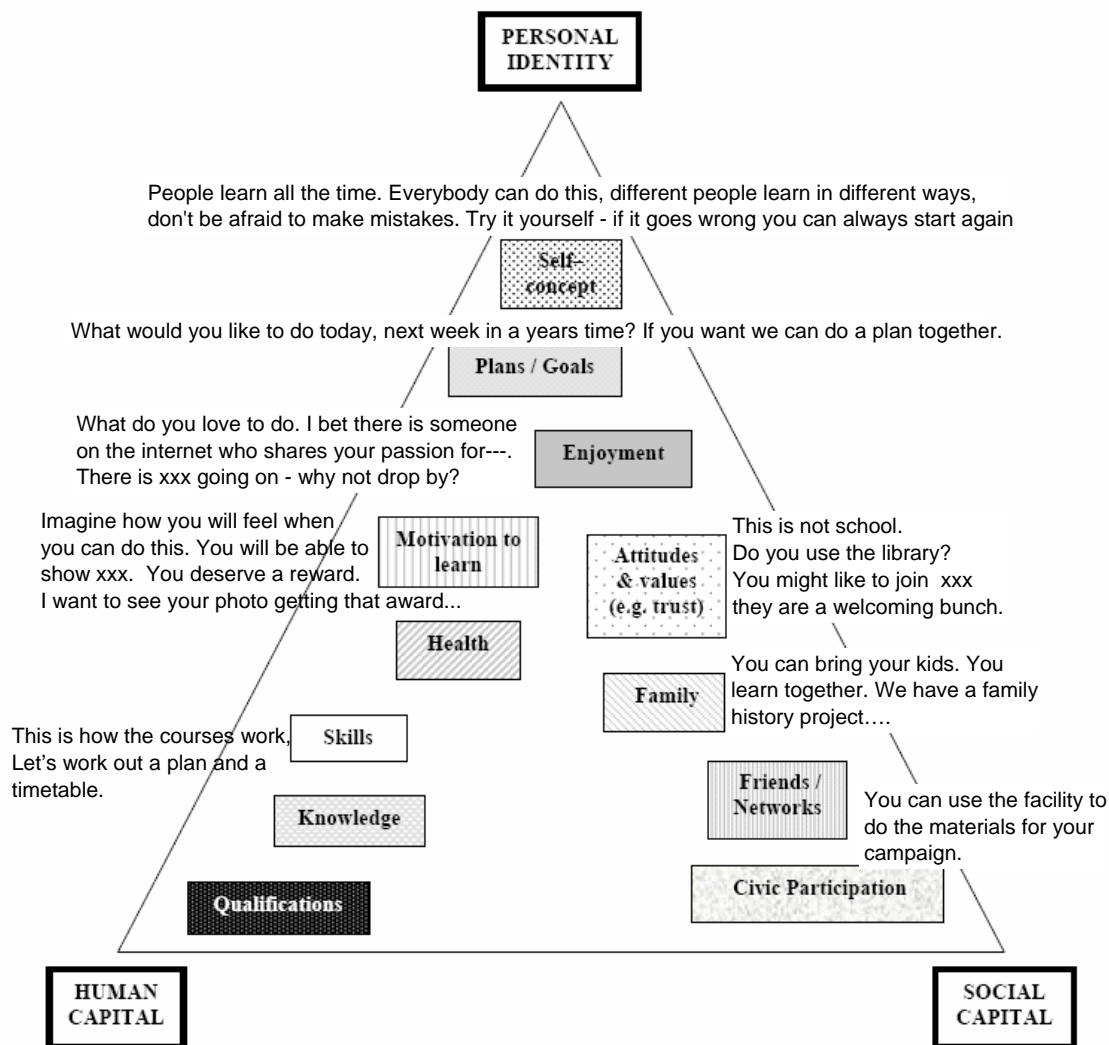 PERSONAL
IDENTITY
People learn all the time. Everybody can do this, different people learn in different ways,
don't be afraid to make mistakes. Try it yourself - if it goes wrong you can always start again
Self–
concept
What would you like to do today, next week in a years time? If you want we can do a plan together.
Plans / Goals
What do you love to do. I bet there is someone
on the internet who shares your passion for---.
There is xxx going on - why not drop by?
Enjoyment
Imagine how you will feel when
you can do this. You will be able to
show xxx.  You deserve a reward.
I want to see your photo getting that award...
Motivation to
learn
Attitudes
& values
(e.g. trust)
This is not school.
Do you use the library?
You might like to join  xxx
they are a welcoming bunch.
Health
Family
You can bring your kids. You
learn together. We have a family
history project….
This is how the courses work,
Let’s work out a plan and a
timetable.
Skills
Friends /
Networks
Knowledge
You can use the facility to
do the materials for your
campaign.
Qualifications
Civic Participation
HUMAN
CAPITAL
SOCIAL
CAPITAL